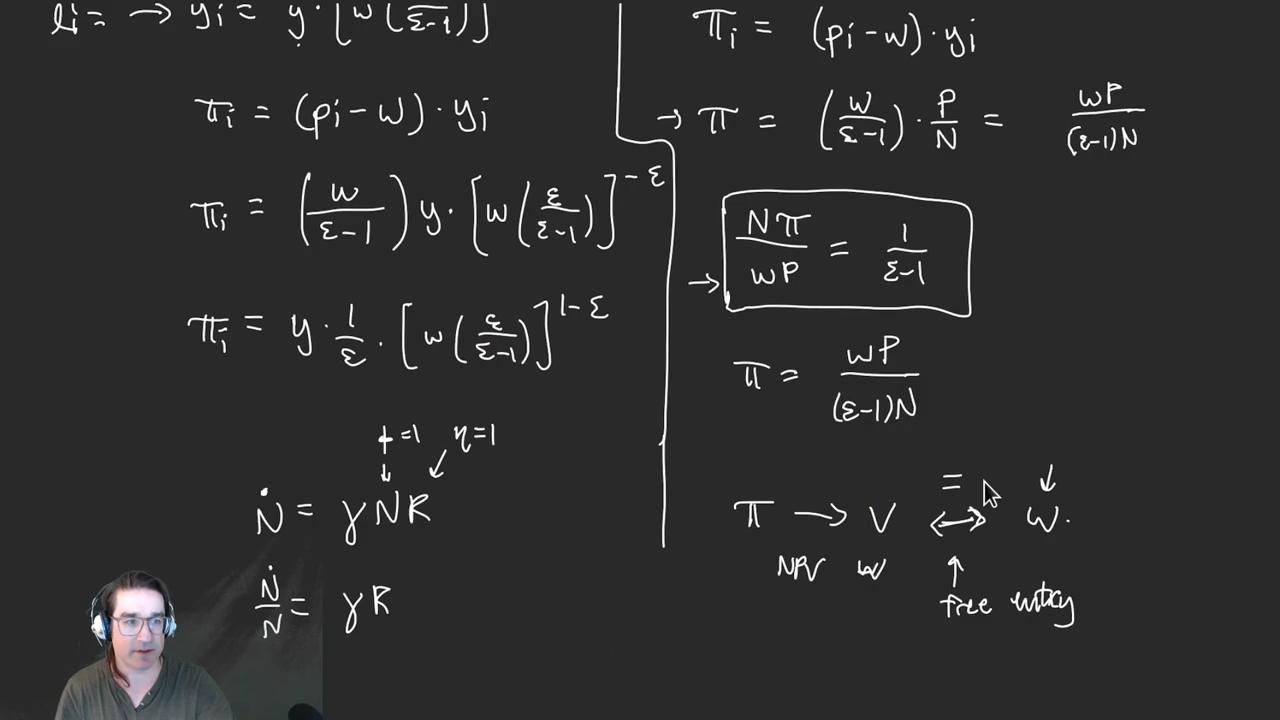 li = → yi = y · [w(ε/ε-1)]
πi = (pi - w) · yi
πi = (w/ε-1) y · [w(ε/ε-1)]^-ε
πi = y · 1/ε · [w(ε/ε-1)]^1-ε
ϕ=1 η=1
↓ ↙
Ṅ = γNR
Ṅ/N = γR
πi = (pi - w) · yi
→ π = (w/ε-1) · P/N = wP/(ε-1)N
→ Nπ/wP = 1/ε-1
π = wP/(ε-1)N
= ↓
π → V ↔ w.
↑
free entry